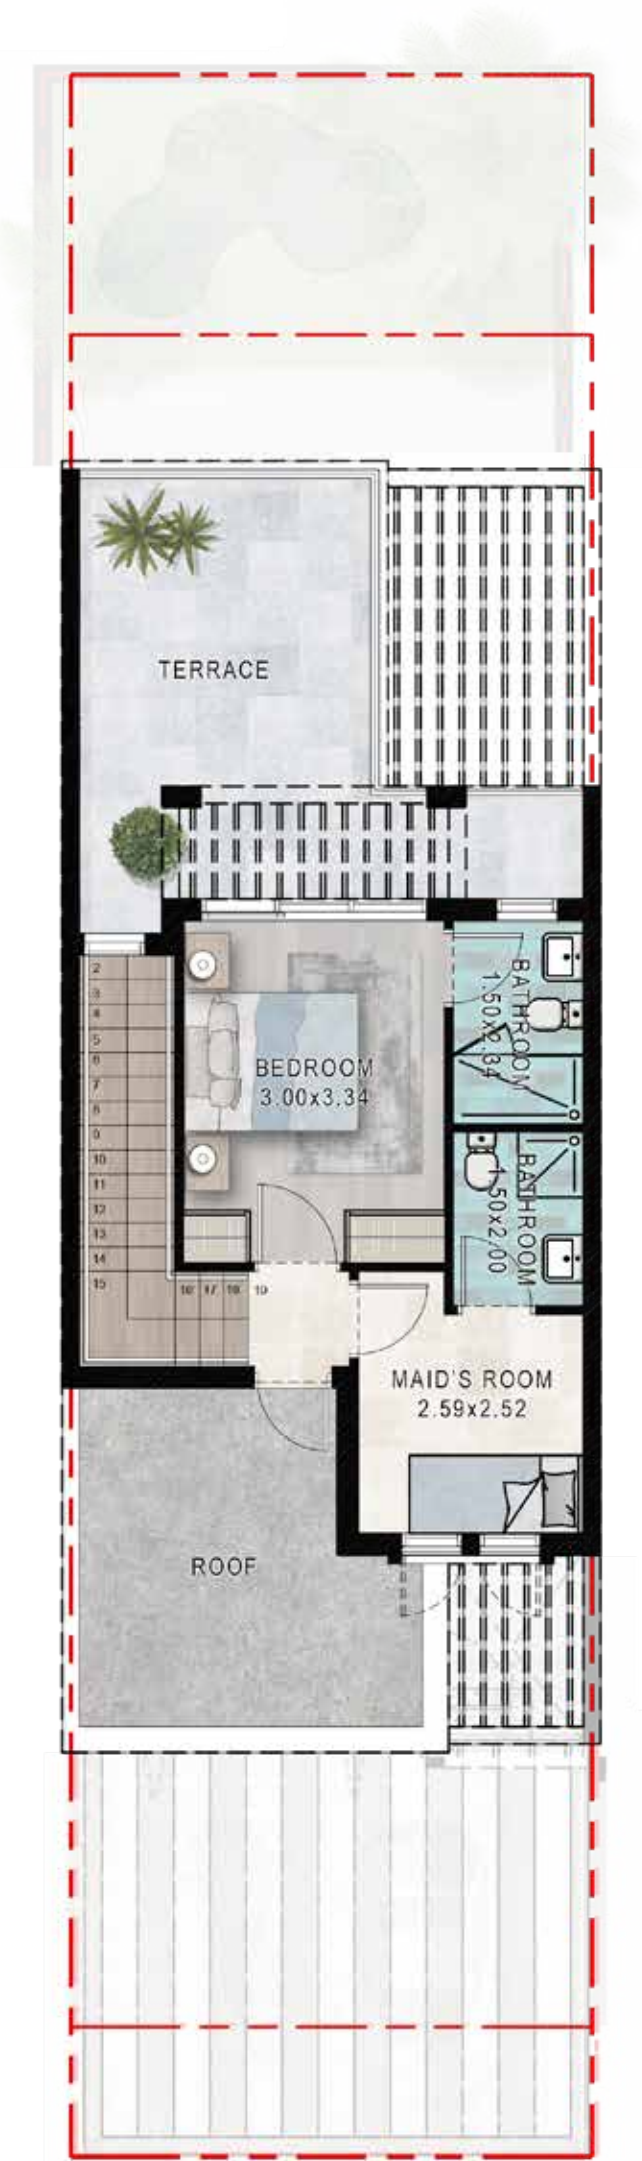 TERRACE
2
3
4
5
6
7
8
9
10
11
12
13
14
15
16 17 18 19
BEDROOM
3.00x3.34
BATHROOM
1.50x2.34
BATHROOM
1.50x2.00
MAID'S ROOM
2.59x2.52
ROOF